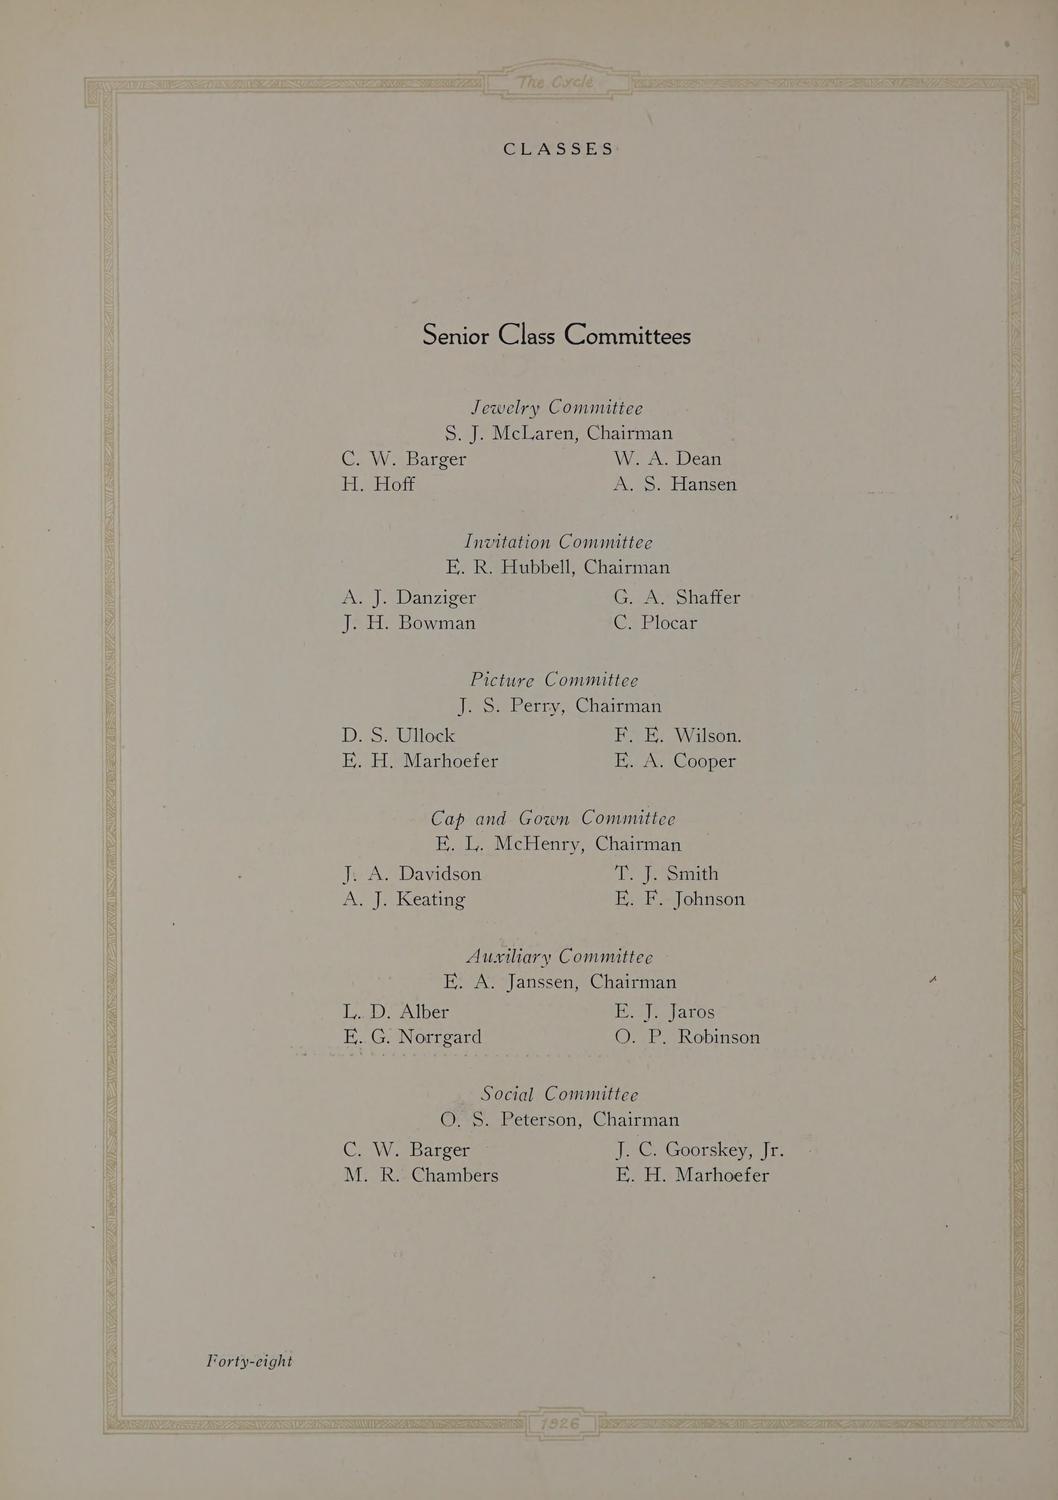 The Cycle
CLASSES
Senior Class Committees
Jewelry Committee
S. J. McLaren, Chairman
C. W. Barger W. A. Dean
H. Hoff A. S. Hansen
Invitation Committee
E. R. Hubbell, Chairman
A. J. Danziger G. A. Shaffer
J. H. Bowman C. Plocar
Picture Committee
J. S. Perry, Chairman
D. S. Ullock F. E. Wilson.
E. H. Marhoefer E. A. Cooper
Cap and Gown Committee
E. L. McHenry, Chairman
J. A. Davidson T. J. Smith
A. J. Keating E. F. Johnson
Auxiliary Committee
E. A. Janssen, Chairman
L. D. Alber E. J. Jaros
E. G. Norrgard O. P. Robinson
Social Committee
O. S. Peterson, Chairman
C. W. Barger J. C. Goorskey, Jr.
M. R. Chambers E. H. Marhoefer
Forty-eight
1926